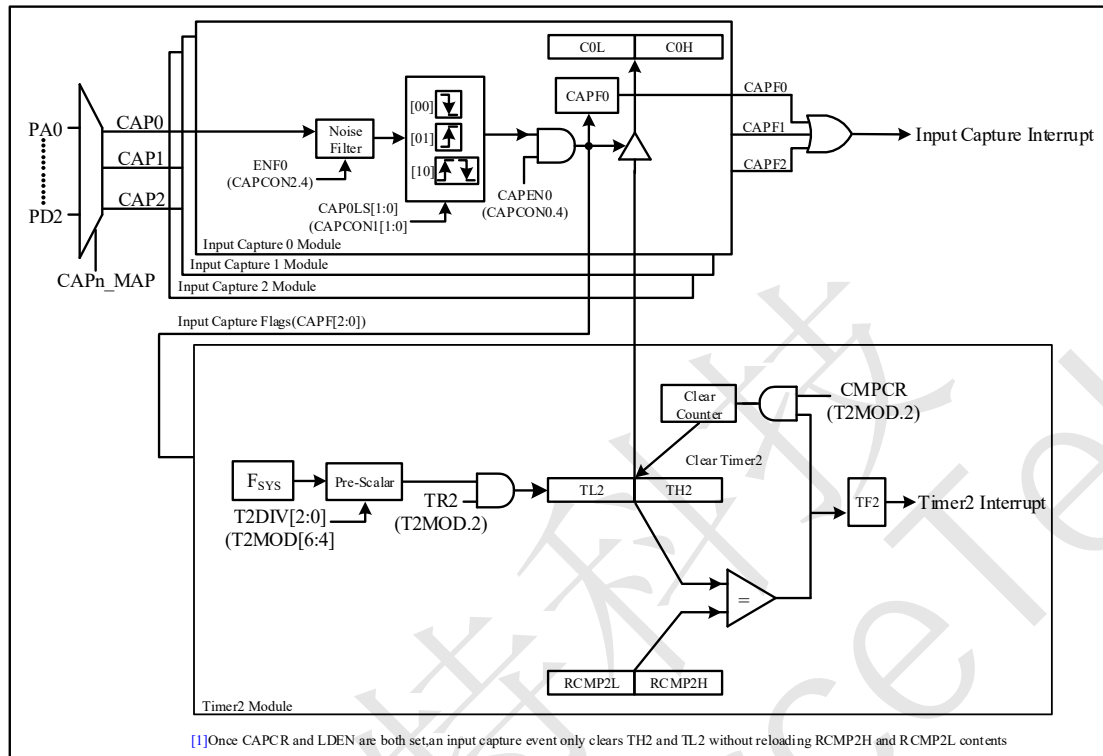 C0L C0H
CAPF0
CAPF0
[00]
PA0 CAP0
Noise
Filter
[01]
CAPF1
Input Capture Interrupt
CAP1
ENF0
(CAPCON2.4)
[10]
CAPEN0
(CAPCON0.4)
CAPF2
PD2 CAP2
CAP0LS[1:0]
(CAPCON1[1:0)
Input Capture 0 Module
Input Capture 1 Module
Input Capture 2 Module
CAPn_MAP
Input Capture Flags(CAPF[2:0])
Clear
Counter
CMPCR
(T2MOD.2)
Clear Timer2
FSYS Pre-Scalar
TL2 TH2
TR2
(T2MOD.2)
TF2 Timer2 Interrupt
T2DIV[2:0]
(T2MOD[6:4]
=
RCMP2L RCMP2H
Timer2 Module
[1]Once CAPCR and LDEN are both set,an input capture event only clears TH2 and TL2 without reloading RCMP2H and RCMP2L contents
特科技